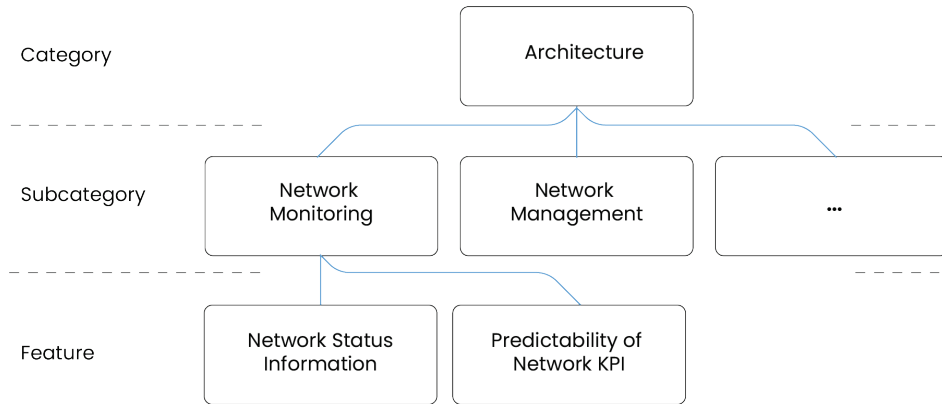 Category
Architecture
Subcategory
Network
Monitoring
Network
Management
...
Feature
Network Status
Information
Predictability of
Network KPI